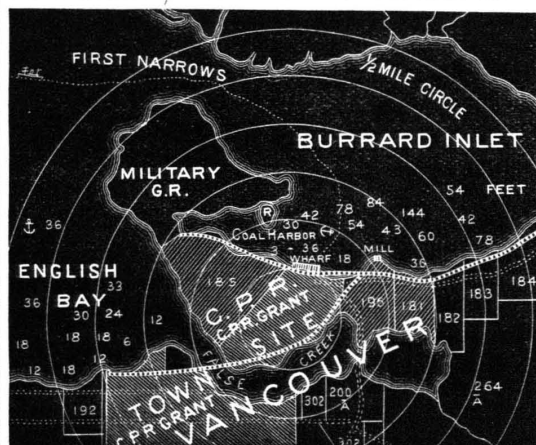 FIRST NARROWS
1/2 MILE CIRCLE
BURRARD INLET
MILITARY
G.R.
54 FEET
R
30 42 78 84 144 42
COAL HARBOR
54 43 60 78
3 36
WHARF 18
MILL
36
36
ENGLISH
BAY
33
36 30 24
12
18 18 18 6
12 18 12
185
C. P. R.
C.P.R. GRANT
SITE
196 181
182
183
184
FALSE CREEK
VANCOUVER
TOWN
C.P.R. GRANT
192
302
200
A
264
A
302